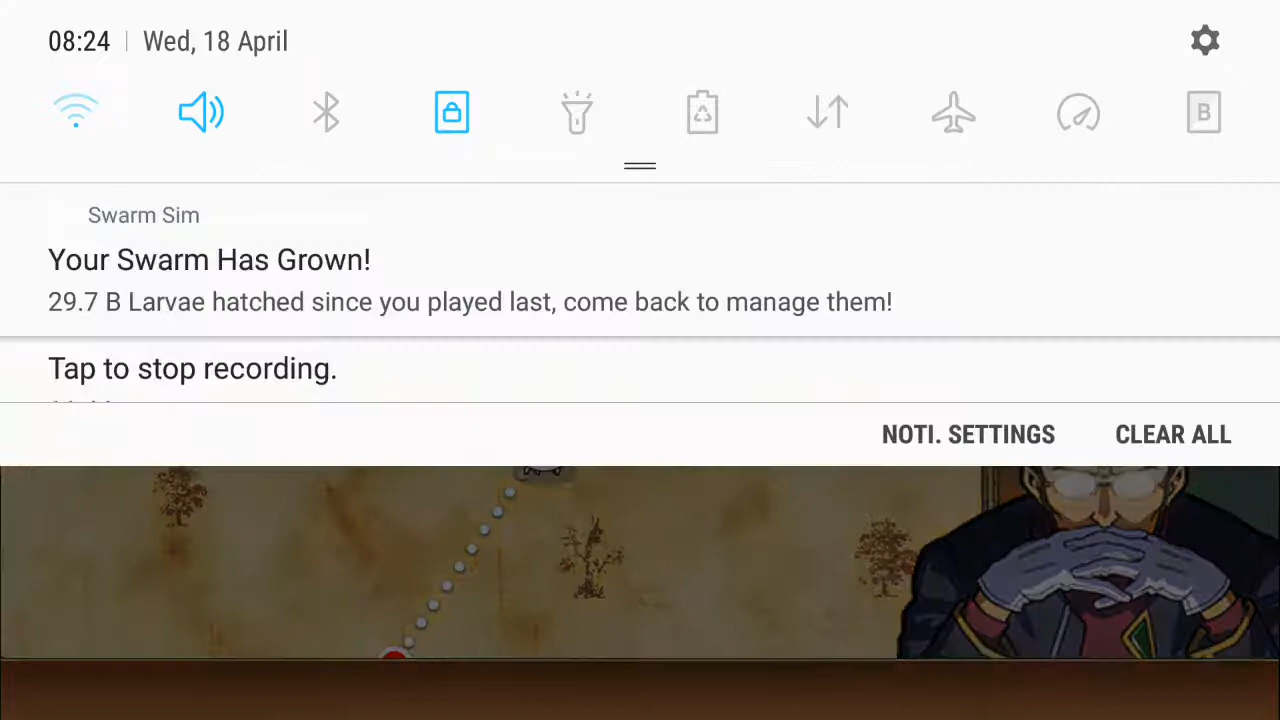 08:24 | Wed, 18 April
B
Swarm Sim
Your Swarm Has Grown!
29.7 B Larvae hatched since you played last, come back to manage them!
Tap to stop recording.
NOTI. SETTINGS CLEAR ALL